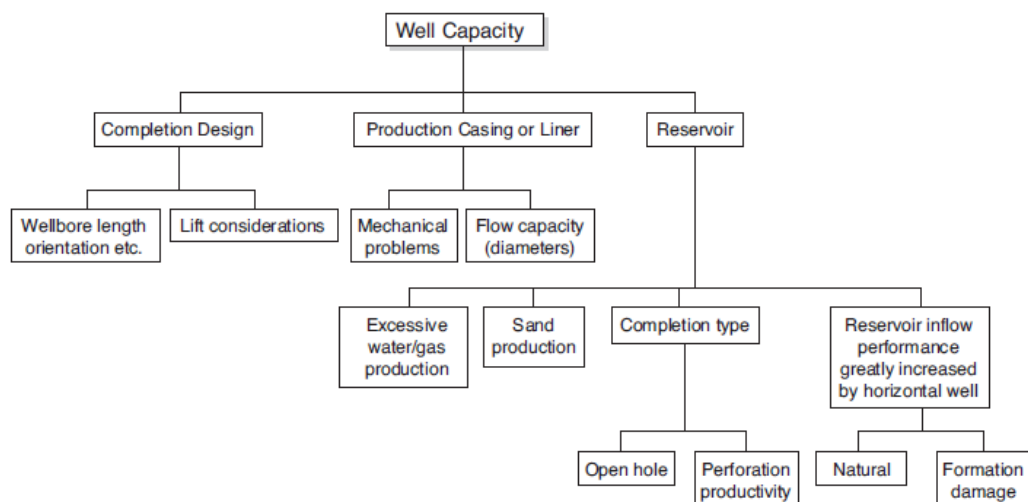 Well Capacity
Completion Design
Production Casing or Liner
Reservoir
Wellbore length
orientation etc.
Lift considerations
Mechanical
problems
Flow capacity
(diameters)
Excessive
water/gas
production
Sand
production
Completion type
Reservoir inflow
performance
greatly increased
by horizontal well
Open hole
Perforation
productivity
Natural
Formation
damage